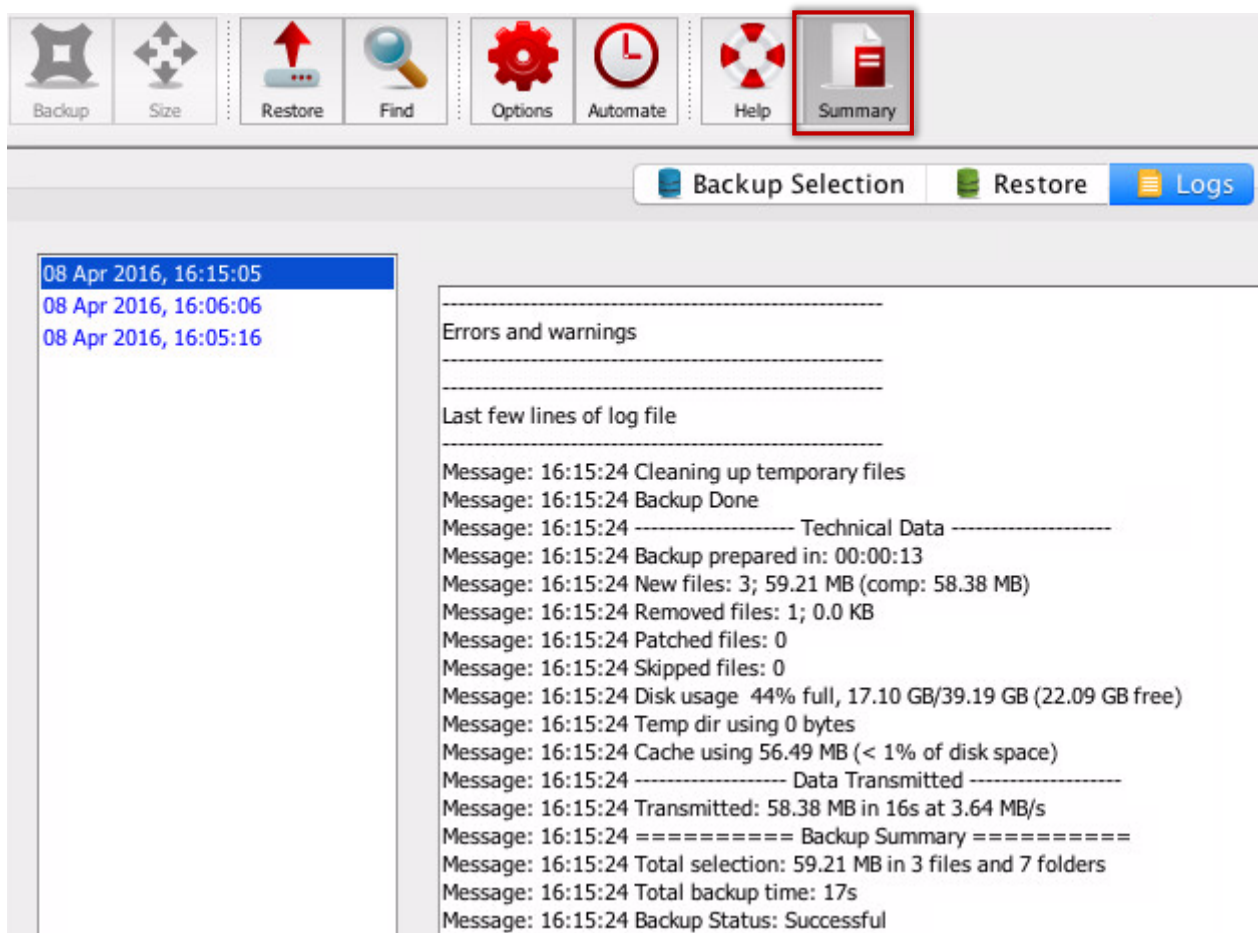 Backup Size Restore Find Options Automate Help Summary
Backup Selection Restore Logs
08 Apr 2016, 16:15:05
08 Apr 2016, 16:06:06
08 Apr 2016, 16:05:16
-------------------------------------------------------
Errors and warnings
-------------------------------------------------------
-------------------------------------------------------
Last few lines of log file
-------------------------------------------------------
Message: 16:15:24 Cleaning up temporary files
Message: 16:15:24 Backup Done
Message: 16:15:24 -------------------- Technical Data --------------------
Message: 16:15:24 Backup prepared in: 00:00:13
Message: 16:15:24 New files: 3; 59.21 MB (comp: 58.38 MB)
Message: 16:15:24 Removed files: 1; 0.0 KB
Message: 16:15:24 Patched files: 0
Message: 16:15:24 Skipped files: 0
Message: 16:15:24 Disk usage  44% full, 17.10 GB/39.19 GB (22.09 GB free)
Message: 16:15:24 Temp dir using 0 bytes
Message: 16:15:24 Cache using 56.49 MB (< 1% of disk space)
Message: 16:15:24 ------------------- Data Transmitted -------------------
Message: 16:15:24 Transmitted: 58.38 MB in 16s at 3.64 MB/s
Message: 16:15:24 ========== Backup Summary ==========
Message: 16:15:24 Total selection: 59.21 MB in 3 files and 7 folders
Message: 16:15:24 Total backup time: 17s
Message: 16:15:24 Backup Status: Successful